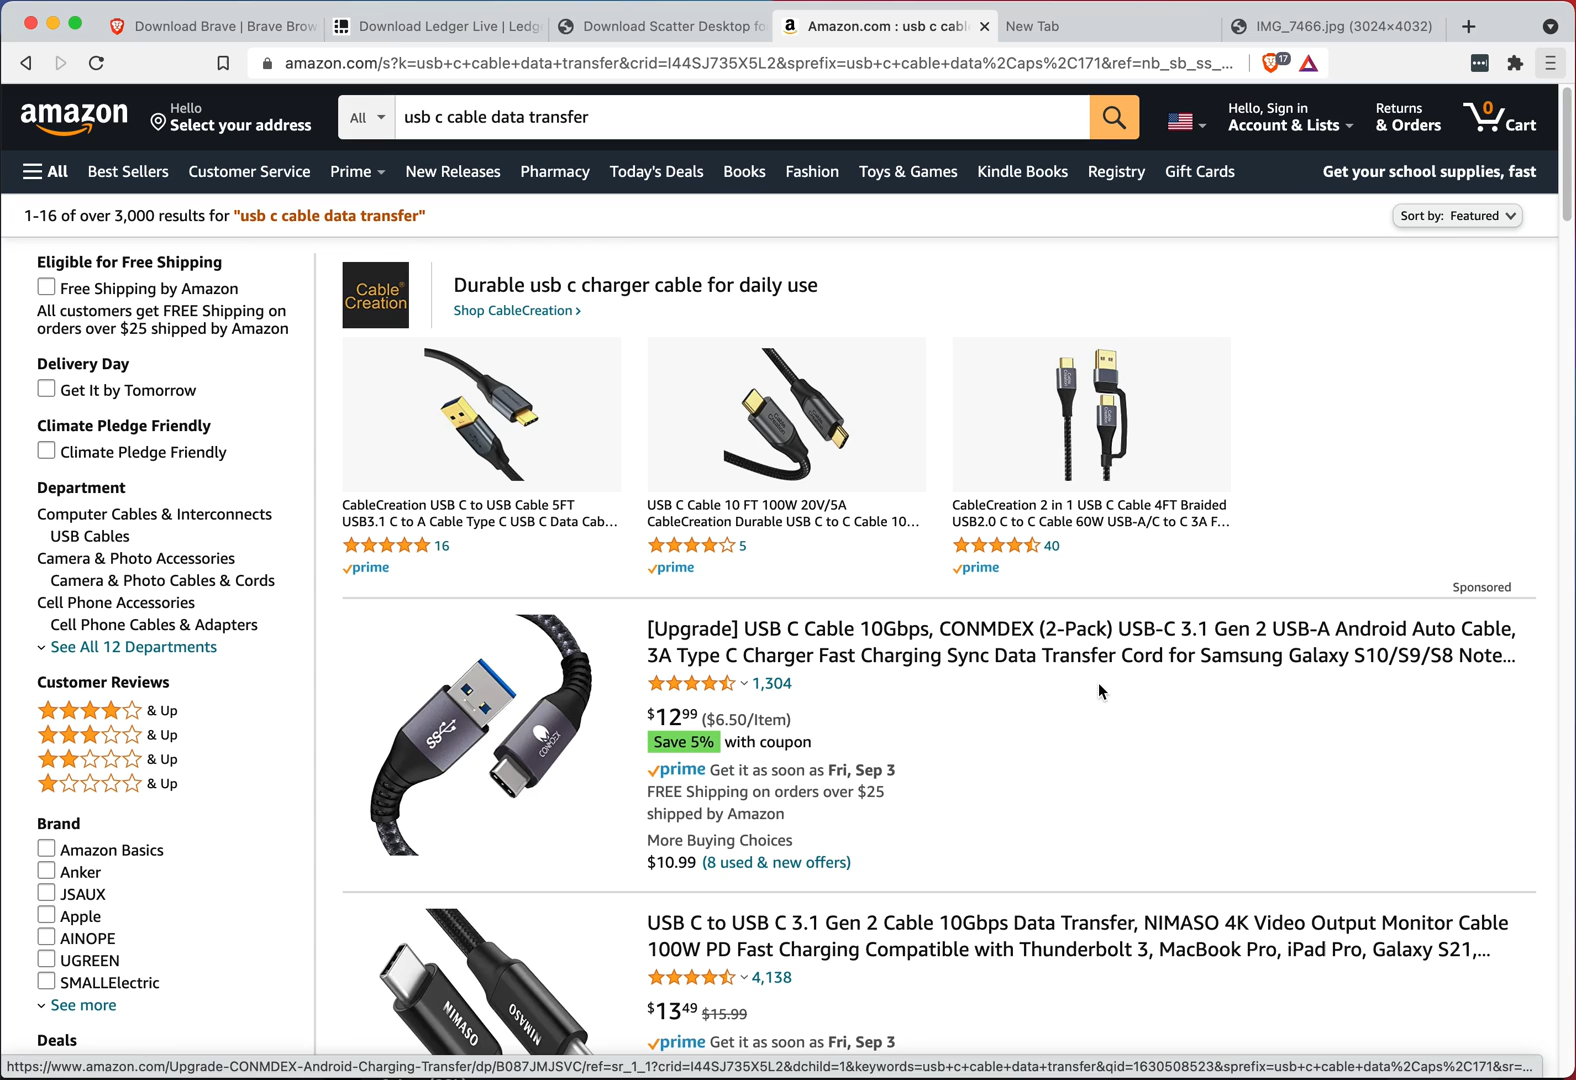 Download Brave | Brave Brow
Download Ledger Live | Ledg
Download Scatter Desktop fo
Amazon.com : usb c cabl
New Tab
IMG_7466.jpg (3024×4032)
amazon.com/s?k=usb+c+cable+data+transfer&crid=I44SJ735X5L2&sprefix=usb+c+cable+data%2Caps%2C171&ref=nb_sb_ss_...
17
amazon
Hello
Select your address
All
usb c cable data transfer
Hello, Sign in
Account & Lists
Returns
& Orders
0
Cart
All
Best Sellers
Customer Service
Prime
New Releases
Pharmacy
Today's Deals
Books
Fashion
Toys & Games
Kindle Books
Registry
Gift Cards
Get your school supplies, fast
1-16 of over 3,000 results for "usb c cable data transfer"
Sort by: Featured
Eligible for Free Shipping
Free Shipping by Amazon
All customers get FREE Shipping on
orders over $25 shipped by Amazon
Delivery Day
Get It by Tomorrow
Climate Pledge Friendly
Climate Pledge Friendly
Department
Computer Cables & Interconnects
USB Cables
Camera & Photo Accessories
Camera & Photo Cables & Cords
Cell Phone Accessories
Cell Phone Cables & Adapters
See All 12 Departments
Customer Reviews
& Up
& Up
& Up
& Up
Brand
Amazon Basics
Anker
JSAUX
Apple
AINOPE
UGREEN
SMALLElectric
See more
Deals
Cable®
Creation
Durable usb c charger cable for daily use
Shop CableCreation ›
CableCreation USB C to USB Cable 5FT
USB3.1 C to A Cable Type C USB C Data Cab...
16
prime
USB C Cable 10 FT 100W 20V/5A
CableCreation Durable USB C to C Cable 10...
5
prime
CableCreation 2 in 1 USB C Cable 4FT Braided
USB2.0 C to C Cable 60W USB-A/C to C 3A F...
40
prime
Sponsored
CONMDEX
[Upgrade] USB C Cable 10Gbps, CONMDEX (2-Pack) USB-C 3.1 Gen 2 USB-A Android Auto Cable,
3A Type C Charger Fast Charging Sync Data Transfer Cord for Samsung Galaxy S10/S9/S8 Note...
1,304
$1299 ($6.50/Item)
Save 5% with coupon
prime Get it as soon as Fri, Sep 3
FREE Shipping on orders over $25
shipped by Amazon
More Buying Choices
$10.99 (8 used & new offers)
NIMASO
NIMASO
USB C to USB C 3.1 Gen 2 Cable 10Gbps Data Transfer, NIMASO 4K Video Output Monitor Cable
100W PD Fast Charging Compatible with Thunderbolt 3, MacBook Pro, iPad Pro, Galaxy S21,...
4,138
$1349 $15.99
prime Get it as soon as Fri, Sep 3
https://www.amazon.com/Upgrade-CONMDEX-Android-Charging-Transfer/dp/B087JMJSVC/ref=sr_1_1?crid=I44SJ735X5L2&dchild=1&keywords=usb+c+cable+data+transfer&qid=1630508523&sprefix=usb+c+cable+data%2Caps%2C171&sr=...